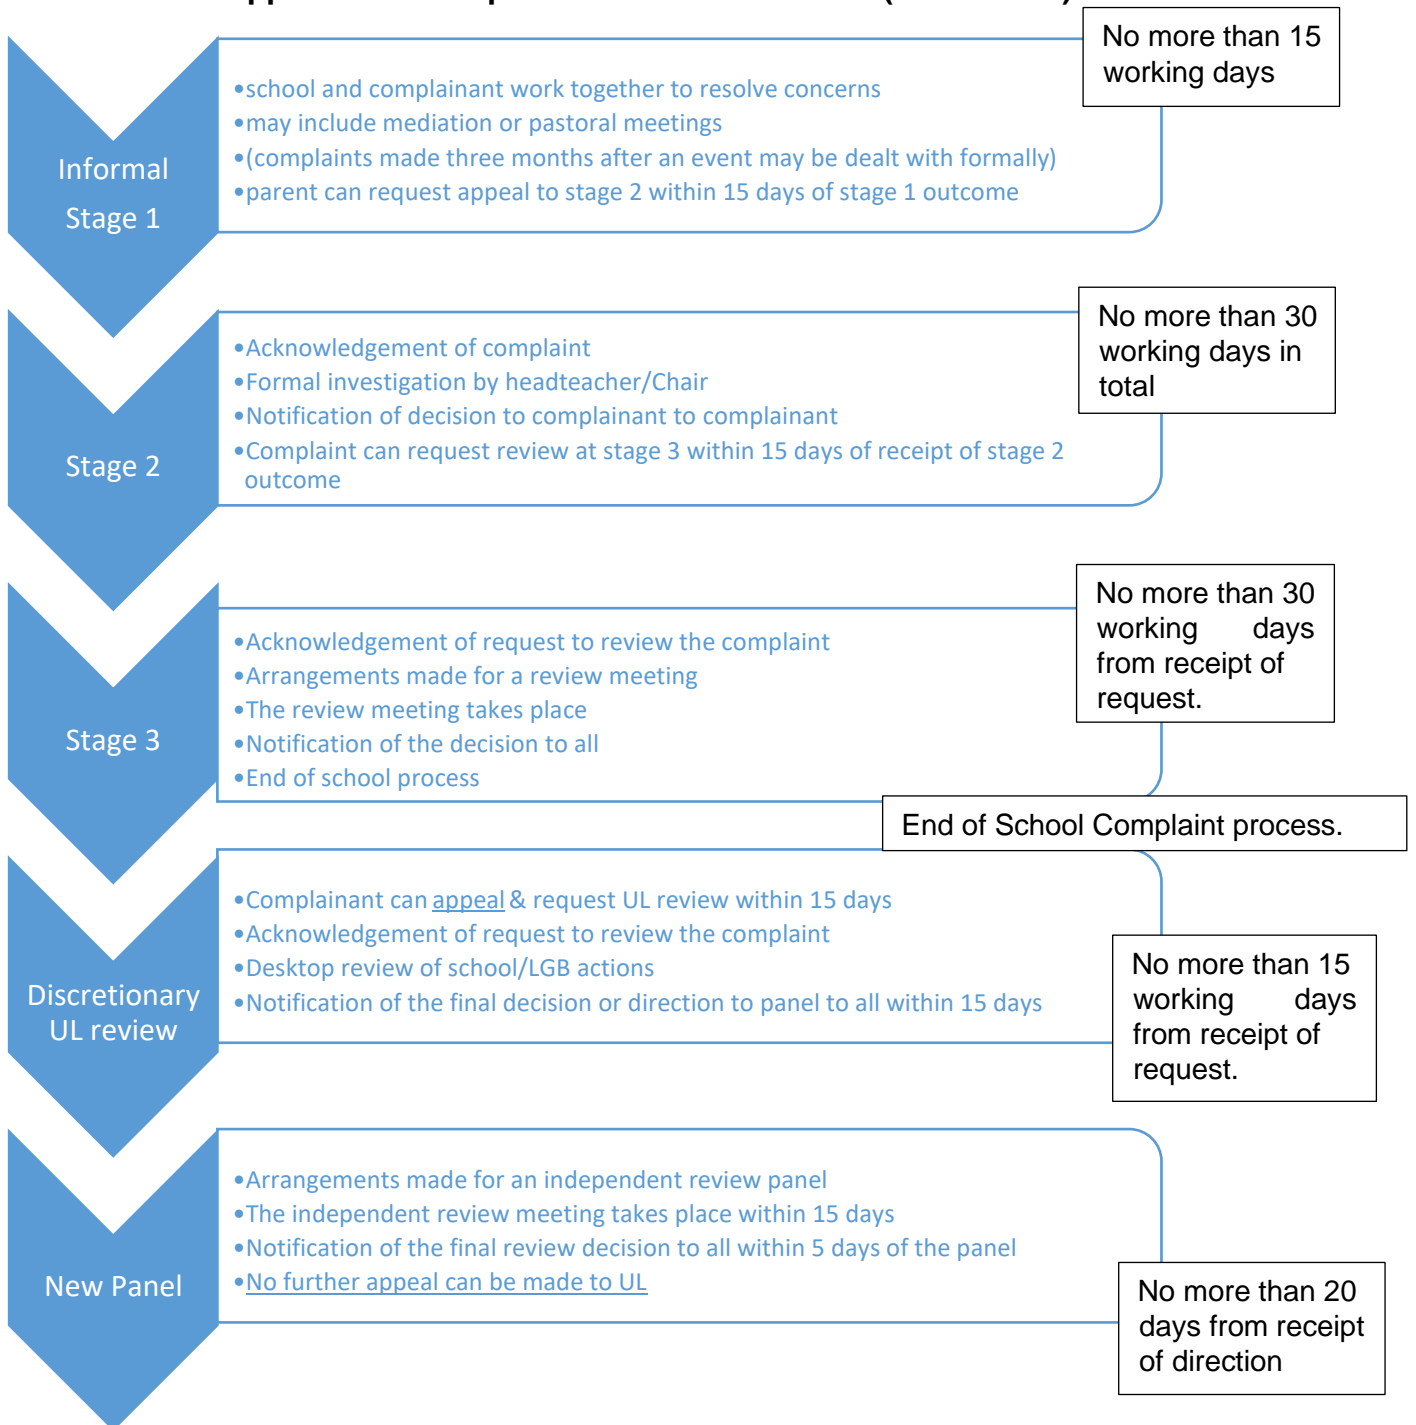 No more than 15
working days
Informal
Stage 1
•school and complainant work together to resolve concerns
•may include mediation or pastoral meetings
•(complaints made three months after an event may be dealt with formally)
•parent can request appeal to stage 2 within 15 days of stage 1 outcome
No more than 30
working days in
total
Stage 2
•Acknowledgement of complaint
•Formal investigation by headteacher/Chair
•Notification of decision to complainant to complainant
•Complaint can request review at stage 3 within 15 days of receipt of stage 2
outcome
No more than 30
working days
from receipt of
request.
Stage 3
•Acknowledgement of request to review the complaint
•Arrangements made for a review meeting
•The review meeting takes place
•Notification of the decision to all
•End of school process
End of School Complaint process.
Discretionary
UL review
•Complainant can appeal & request UL review within 15 days
•Acknowledgement of request to review the complaint
•Desktop review of school/LGB actions
•Notification of the final decision or direction to panel to all within 15 days
No more than 15
working days
from receipt of
request.
New Panel
•Arrangements made for an independent review panel
•The independent review meeting takes place within 15 days
•Notification of the final review decision to all within 5 days of the panel
•No further appeal can be made to UL
No more than 20
days from receipt
of direction